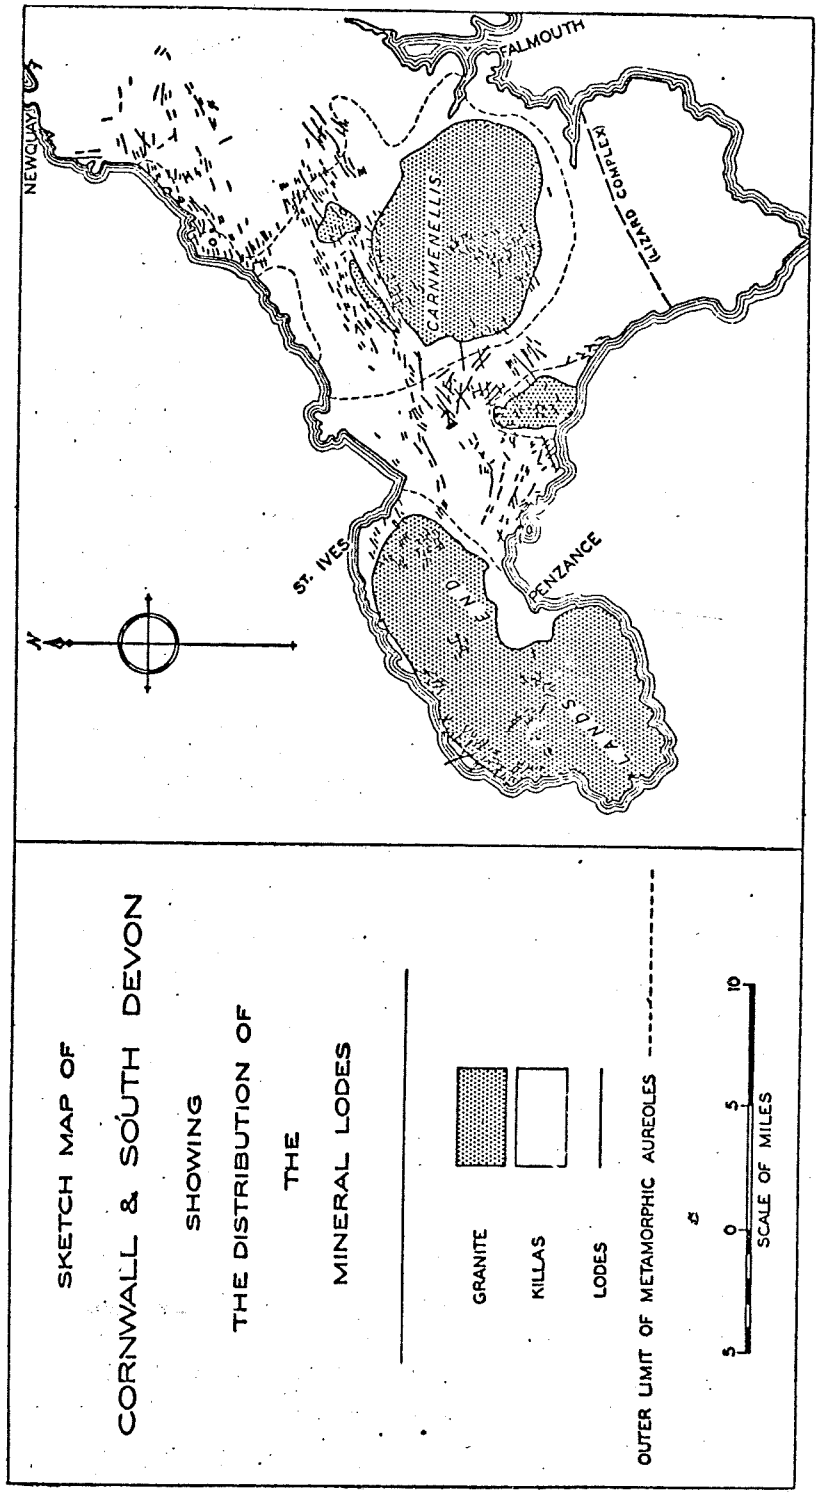 SKETCH MAP OF
CORNWALL & SOUTH DEVON
SHOWING
THE DISTRIBUTION OF
THE
MINERAL LODES
GRANITE
KILLAS
LODES
OUTER LIMIT OF METAMORPHIC AUREOLES
5 0 5 10
SCALE OF MILES
N
NEWQUAY
FALMOUTH
CARNMENELLIS
(LIZARD COMPLEX)
ST. IVES
PENZANCE
LANDS END